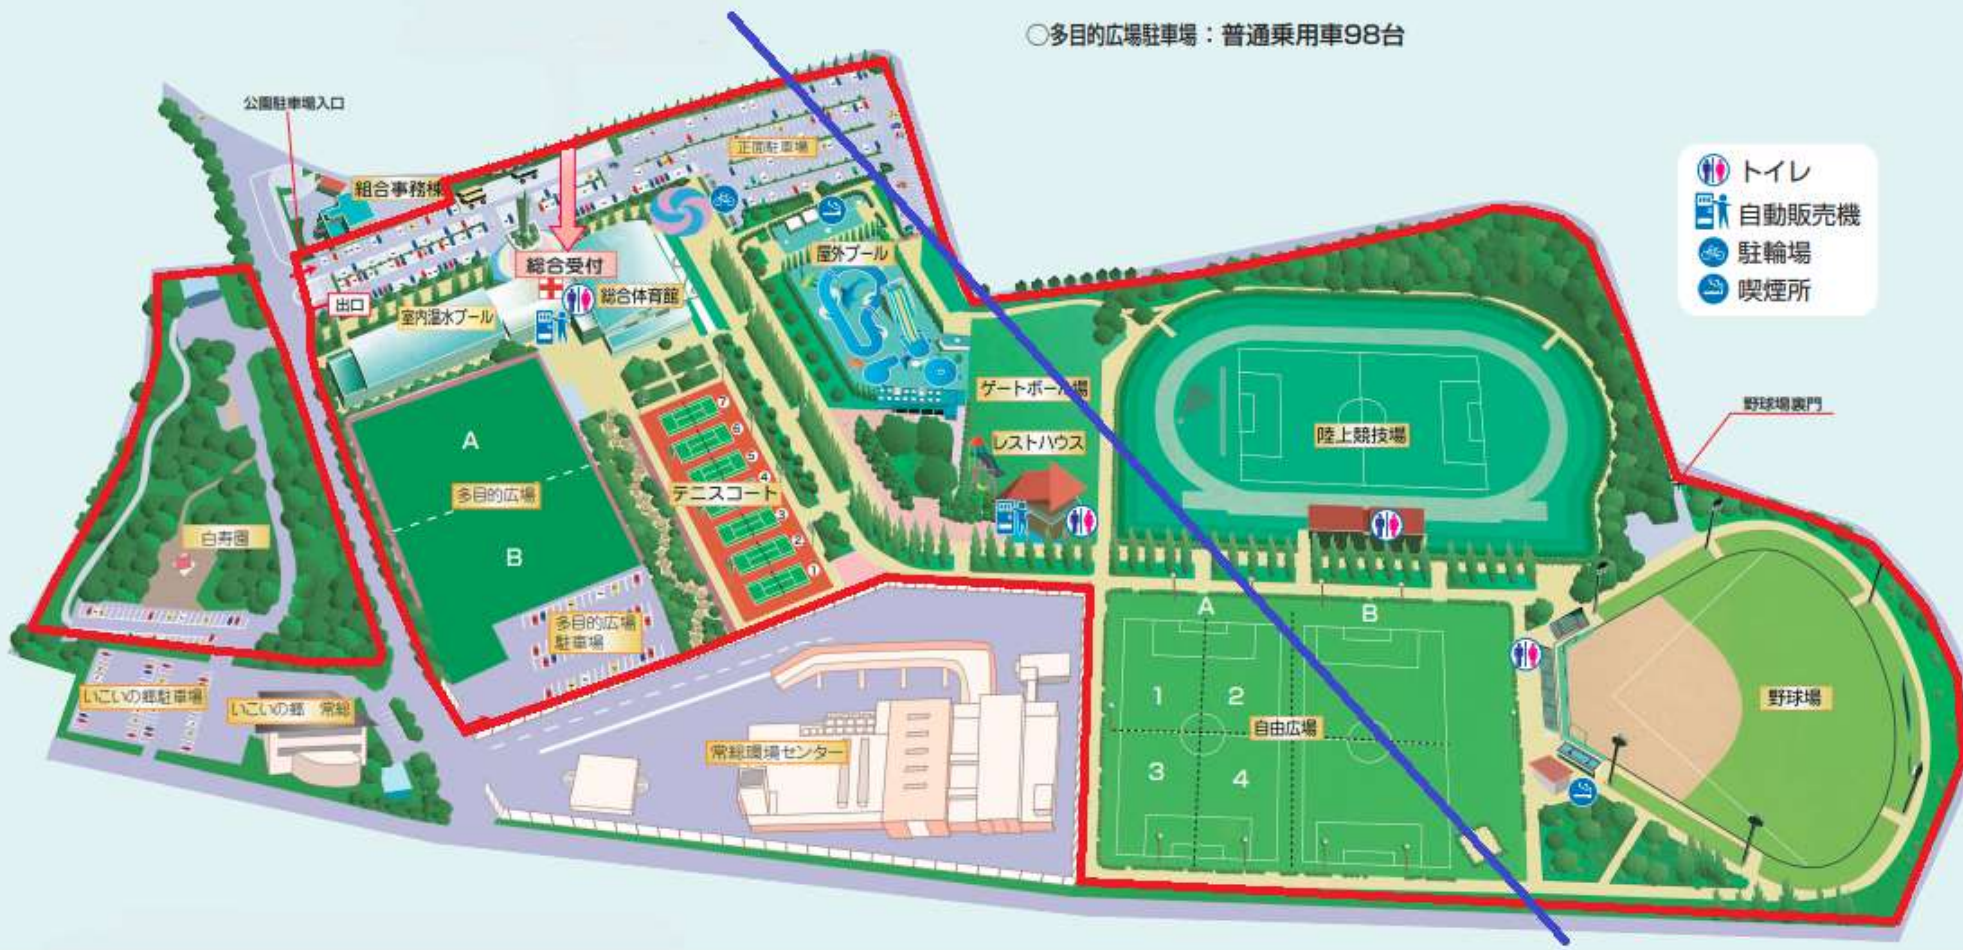 ○多目的広場駐車場：普通乗用車98台
公園駐車場入口
組合事務棟
正面駐車場
トイレ
自動販売機
駐輪場
喫煙所
総合受付
屋外プール
出口
室内温水プール
総合体育館
ゲートボール場
野球場裏門
A
レストハウス
陸上競技場
多目的広場
テニスコート
7
6
5
4
3
2
1
白寿園
B
多目的広場
駐車場
A
B
いこいの郷駐車場
いこいの郷 常総
1
2
自由広場
野球場
常総環境センター
3
4